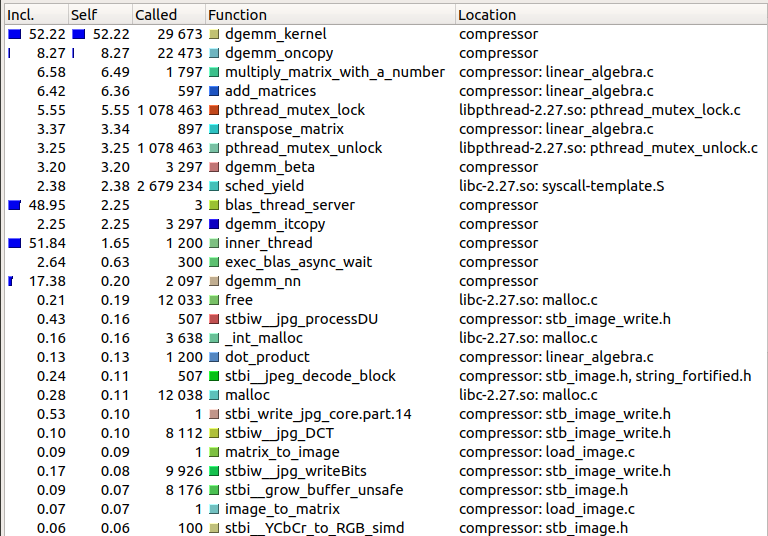 Incl. Self Called Function Location
52.22 52.22 29 673 dgemm_kernel compressor
8.27 8.27 22 473 dgemm_oncopy compressor
6.58 6.49 1 797 multiply_matrix_with_a_number compressor: linear_algebra.c
6.42 6.36 597 add_matrices compressor: linear_algebra.c
5.55 5.55 1 078 463 pthread_mutex_lock libpthread-2.27.so: pthread_mutex_lock.c
3.37 3.34 897 transpose_matrix compressor: linear_algebra.c
3.25 3.25 1 078 463 pthread_mutex_unlock libpthread-2.27.so: pthread_mutex_unlock.c
3.20 3.20 3 297 dgemm_beta compressor
2.38 2.38 2 679 234 sched_yield libc-2.27.so: syscall-template.S
48.95 2.25 3 blas_thread_server compressor
2.25 2.25 3 297 dgemm_itcopy compressor
51.84 1.65 1 200 inner_thread compressor
2.64 0.63 300 exec_blas_async_wait compressor
17.38 0.20 2 097 dgemm_nn compressor
0.21 0.19 12 033 free libc-2.27.so: malloc.c
0.43 0.16 507 stbiw__jpg_processDU compressor: stb_image_write.h
0.16 0.16 3 638 _int_malloc libc-2.27.so: malloc.c
0.13 0.13 1 200 dot_product compressor: linear_algebra.c
0.24 0.11 507 stbi__jpeg_decode_block compressor: stb_image.h, string_fortified.h
0.28 0.11 12 038 malloc libc-2.27.so: malloc.c
0.53 0.10 1 stbi_write_jpg_core.part.14 compressor: stb_image_write.h
0.10 0.10 8 112 stbiw__jpg_DCT compressor: stb_image_write.h
0.09 0.09 1 matrix_to_image compressor: load_image.c
0.17 0.08 9 926 stbiw__jpg_writeBits compressor: stb_image_write.h
0.09 0.07 8 176 stbi__grow_buffer_unsafe compressor: stb_image.h
0.07 0.07 1 image_to_matrix compressor: load_image.c
0.06 0.06 100 stbi__YCbCr_to_RGB_simd compressor: stb_image.h